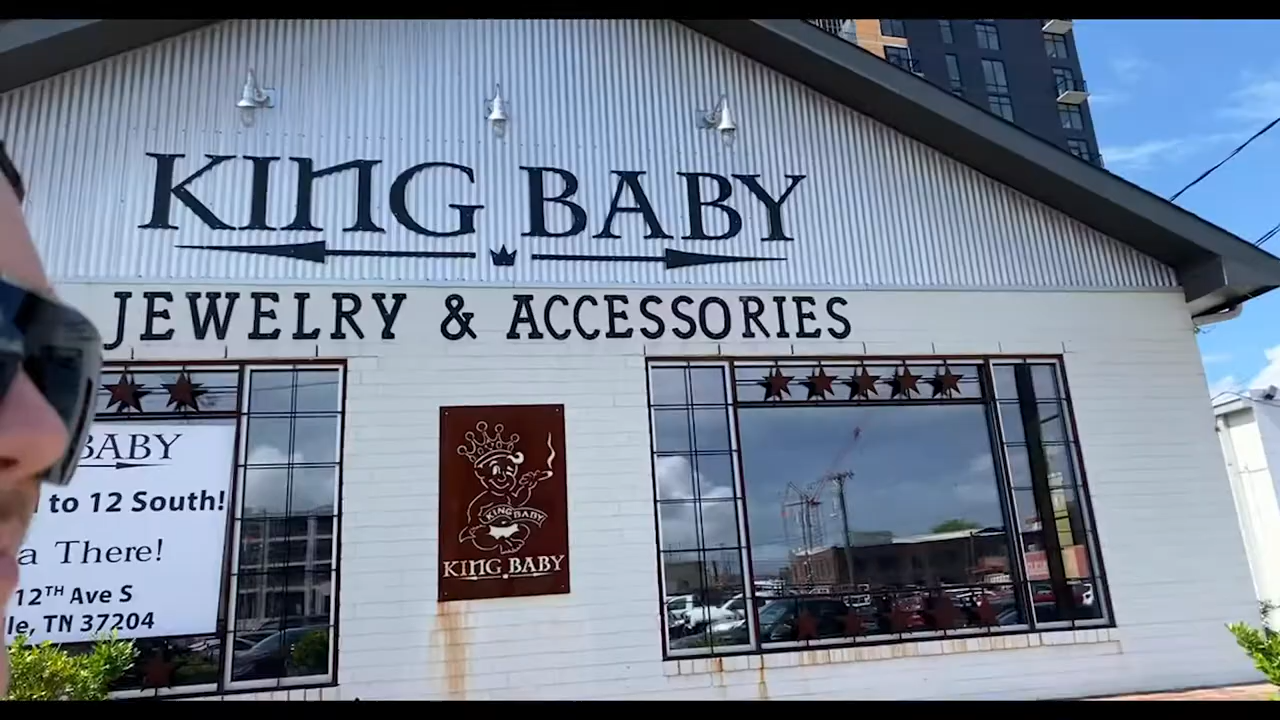 KING BABY
JEWELRY & ACCESSORIES
BABY
to 12 South!
a There!
12TH Ave S
le, TN 37204
KING BABY
KING BABY